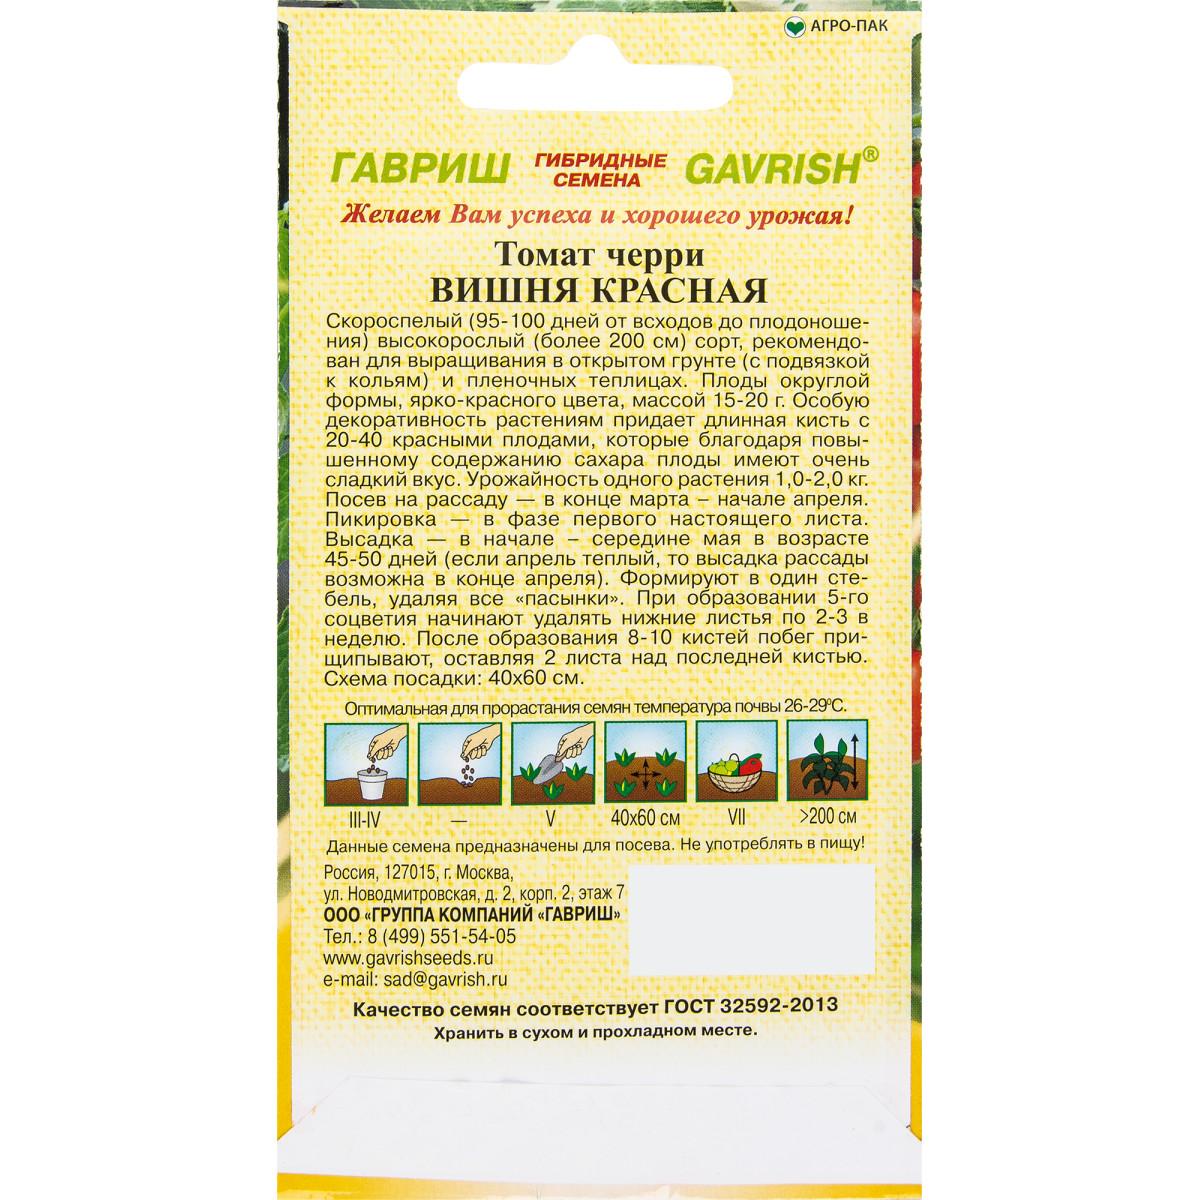 АГРО-ПАК
ГАВРИШ ГИБРИДНЫЕ СЕМЕНА GAVRISH®
Желаем Вам успеха и хорошего урожая!
Томат черри
ВИШНЯ КРАСНАЯ
Скороспелый (95-100 дней от всходов до плодоноше-
ния) высокорослый (более 200 см) сорт, рекомендо-
ван для выращивания в открытом грунте (с подвязкой
к кольям) и пленочных теплицах. Плоды округлой
формы, ярко-красного цвета, массой 15-20 г. Особую
декоративность растениям придает длинная кисть с
20-40 красными плодами, которые благодаря повы-
шенному содержанию сахара плоды имеют очень
сладкий вкус. Урожайность одного растения 1,0-2,0 кг.
Посев на рассаду — в конце марта – начале апреля.
Пикировка — в фазе первого настоящего листа.
Высадка — в начале – середине мая в возрасте
45-50 дней (если апрель теплый, то высадка рассады
возможна в конце апреля). Формируют в один сте-
бель, удаляя все «пасынки». При образовании 5-го
соцветия начинают удалять нижние листья по 2-3 в
неделю. После образования 8-10 кистей побег при-
щипывают, оставляя 2 листа над последней кистью.
Схема посадки: 40х60 см.
Оптимальная для прорастания семян температура почвы 26-29⁰С.
III-IV — V 40х60 см VII >200 см
Данные семена предназначены для посева. Не употреблять в пищу!
Россия, 127015, г. Москва,
ул. Новодмитровская, д. 2, корп. 2, этаж 7
ООО «ГРУППА КОМПАНИЙ «ГАВРИШ»
Тел.: 8 (499) 551-54-05
www.gavrishseeds.ru
e-mail: sad@gavrish.ru
Качество семян соответствует ГОСТ 32592-2013
Хранить в сухом и прохладном месте.